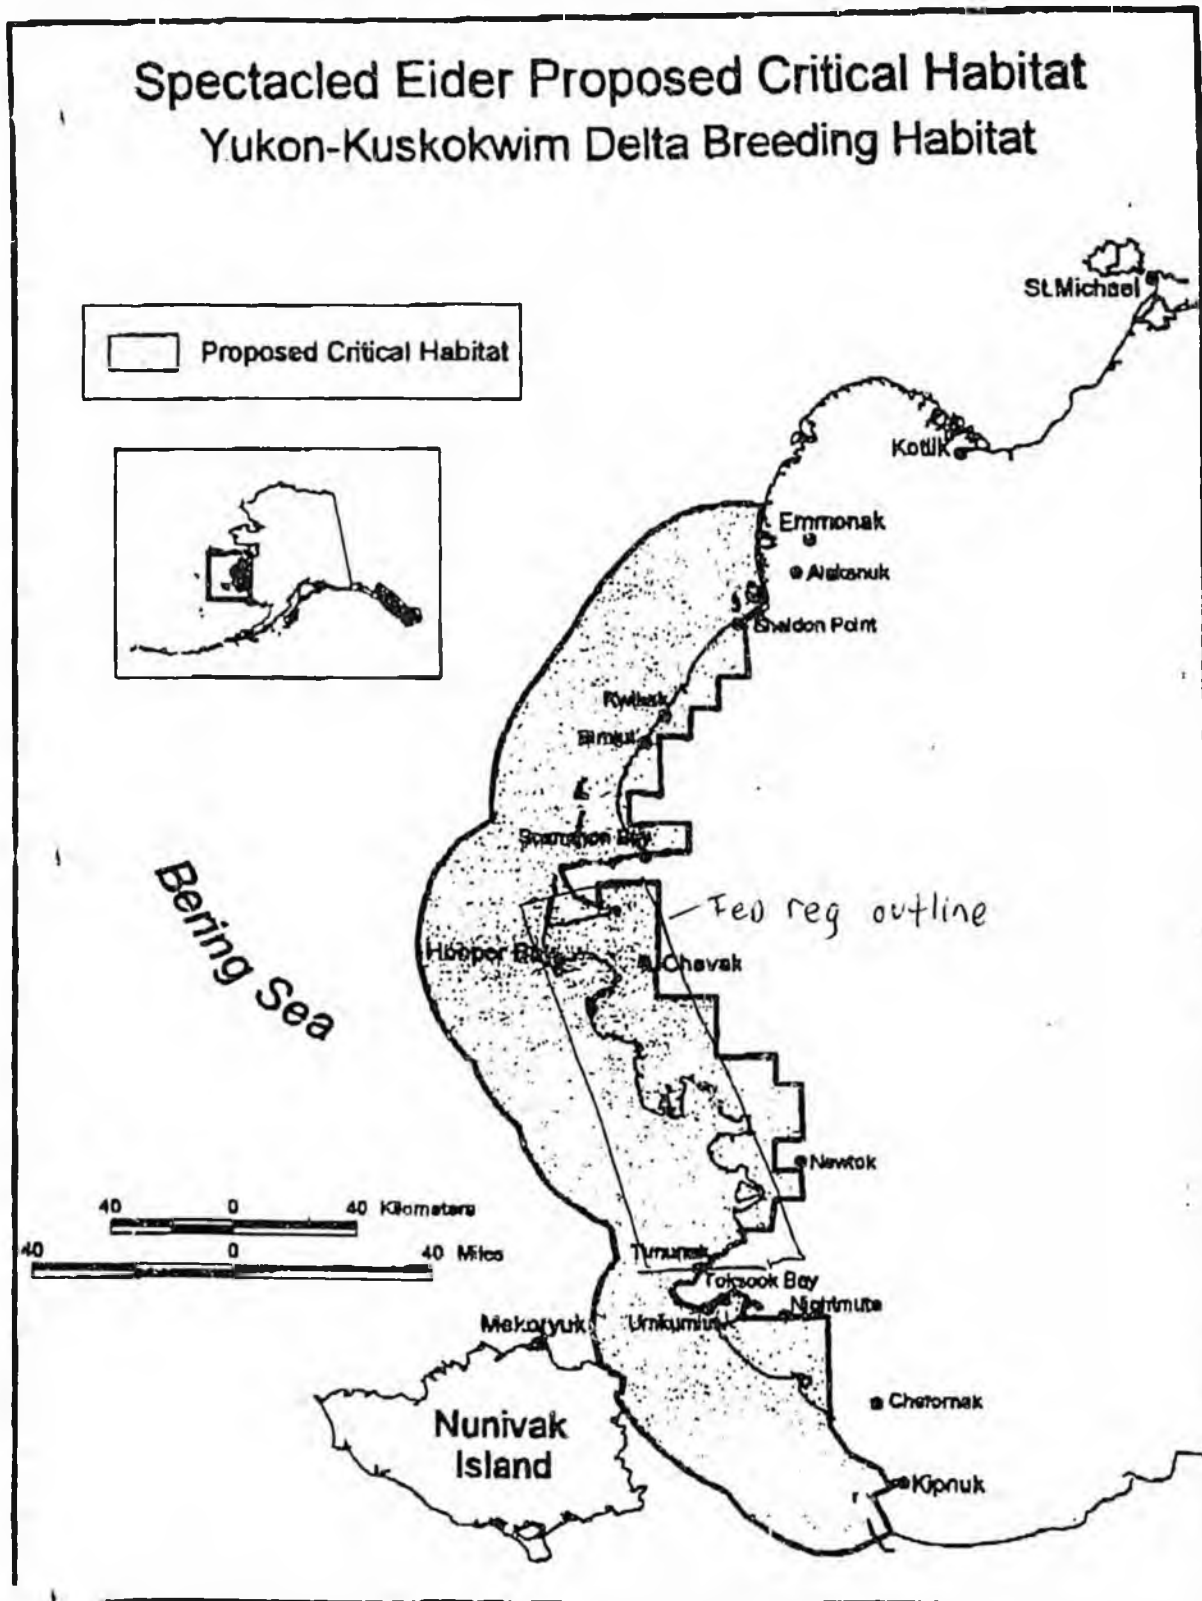 Spectacled Eider Proposed Critical Habitat
Yukon-Kuskokwim Delta Breeding Habitat
St.Michael
Proposed Critical Habitat
Kotlik
Emmonak
Alakanuk
Sheldon Point
Scammon Bay
Fed reg outline
Hooper Bay
Chevak
Bering Sea
Newtok
40 0 40 Kilometers
40 0 40 Miles
Tununak
Toksook Bay
Nightmute
Mekoryuk
Umkumiut
Chefornak
Nunivak
Island
Kipnuk